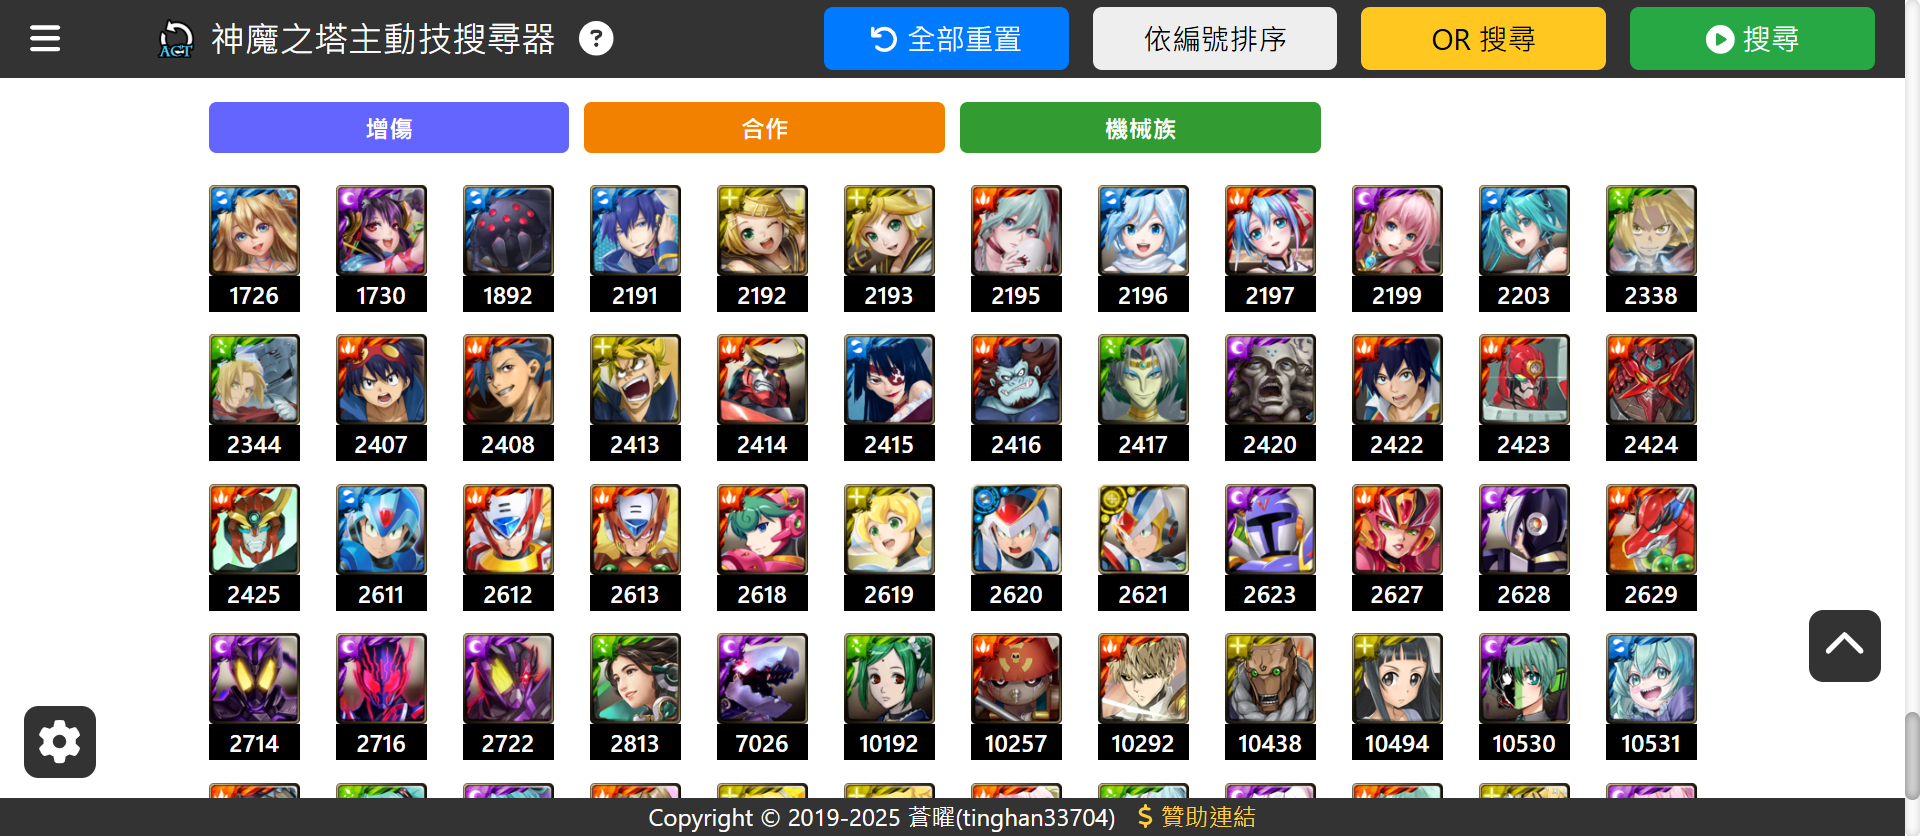 ACT 神魔之塔主動技搜尋器 ? 全部重置 依編號排序 OR 搜尋 搜尋
增傷 合作 機械族
1726 1730 1892 2191 2192 2193 2195 2196 2197 2199 2203 2338
2344 2407 2408 2413 2414 2415 2416 2417 2420 2422 2423 2424
2425 2611 2612 2613 2618 2619 2620 2621 2623 2627 2628 2629
2714 2716 2722 2813 7026 10192 10257 10292 10438 10494 10530 10531
Copyright © 2019-2025 蒼曜(tinghan33704) $ 贊助連結